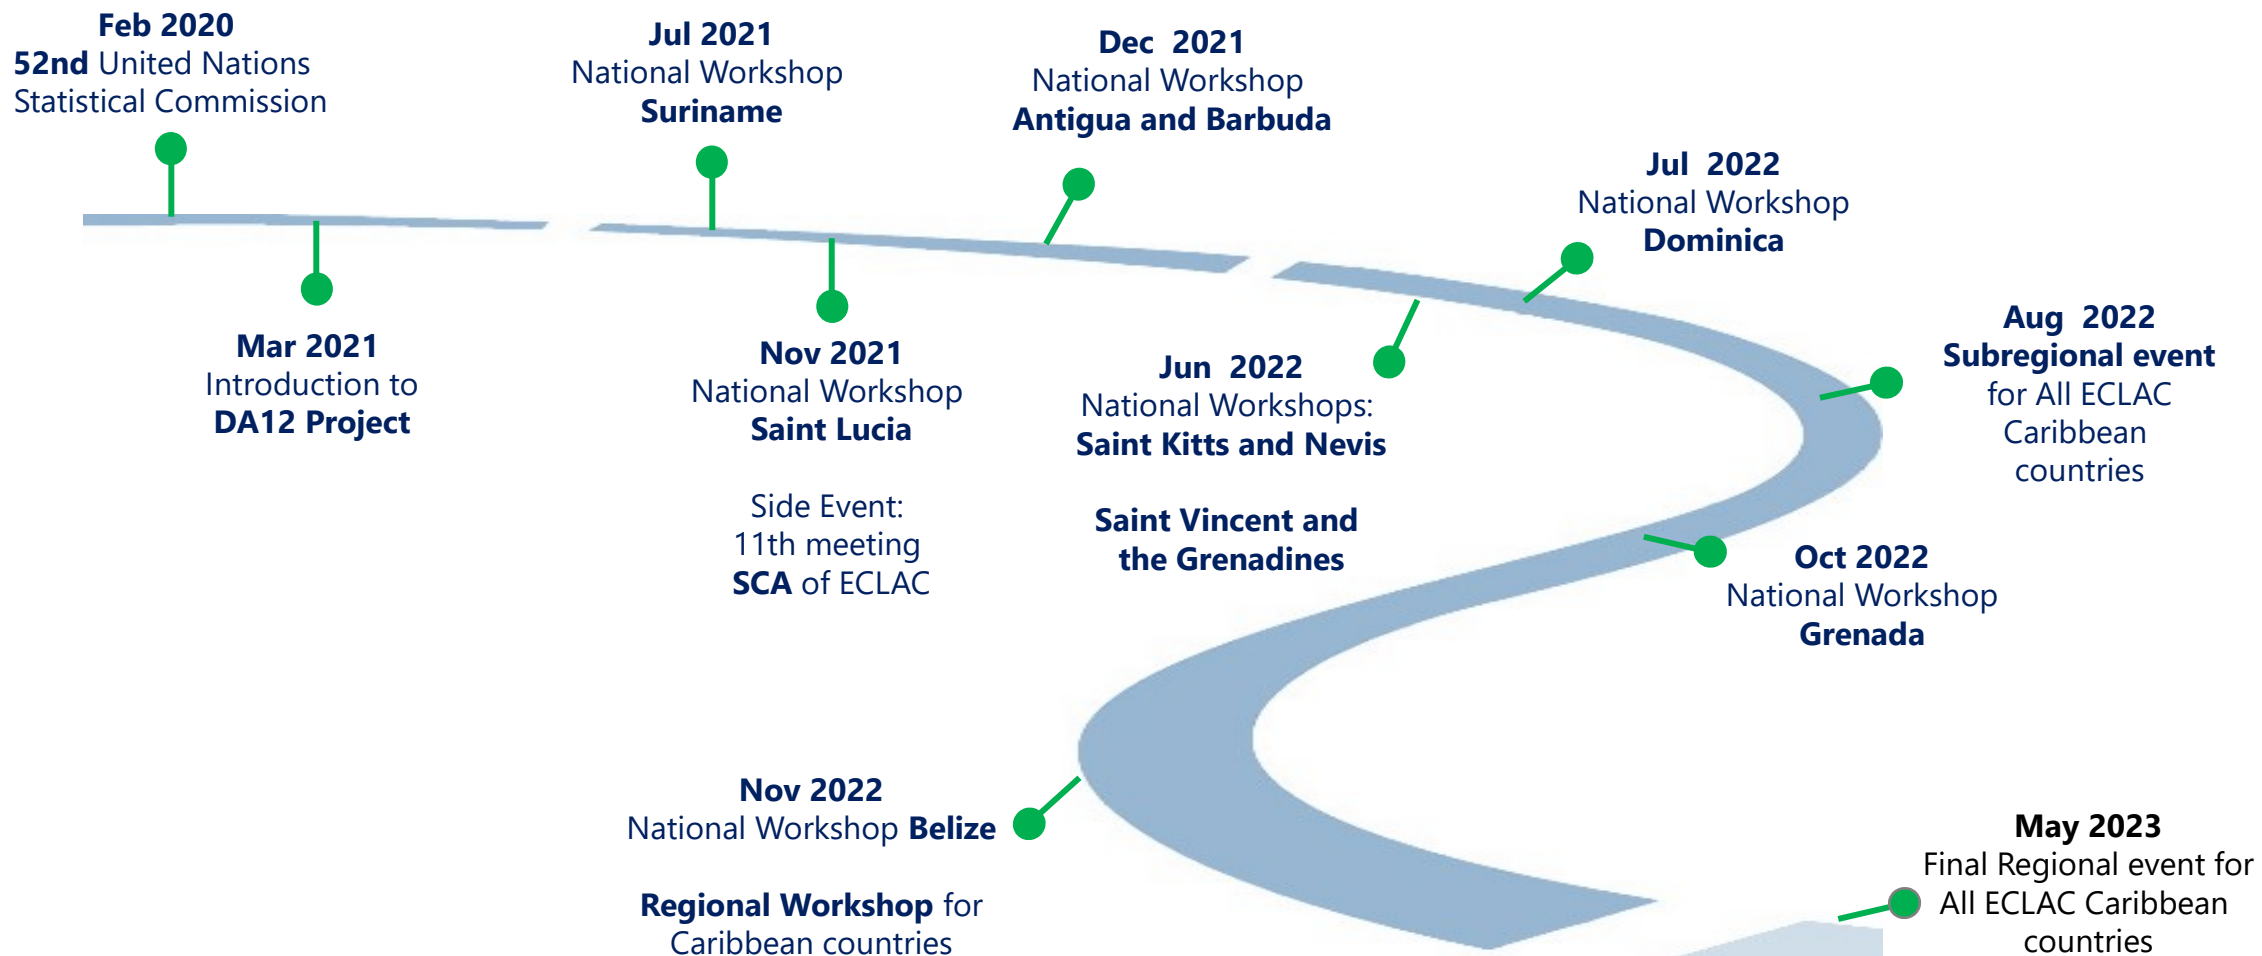 Feb 2020
52nd United Nations
Statistical Commission
Mar 2021
Introduction to
DA12 Project
Jul 2021
National Workshop
Suriname
Nov 2021
National Workshop
Saint Lucia
Side Event:
11th meeting
SCA of ECLAC
Dec 2021
National Workshop
Antigua and Barbuda
Jun 2022
National Workshops:
Saint Kitts and Nevis
Saint Vincent and
the Grenadines
Jul 2022
National Workshop
Dominica
Aug 2022
Subregional event
for All ECLAC
Caribbean
countries
Oct 2022
National Workshop
Grenada
Nov 2022
National Workshop Belize
Regional Workshop for
Caribbean countries
May 2023
Final Regional event for
All ECLAC Caribbean
countries